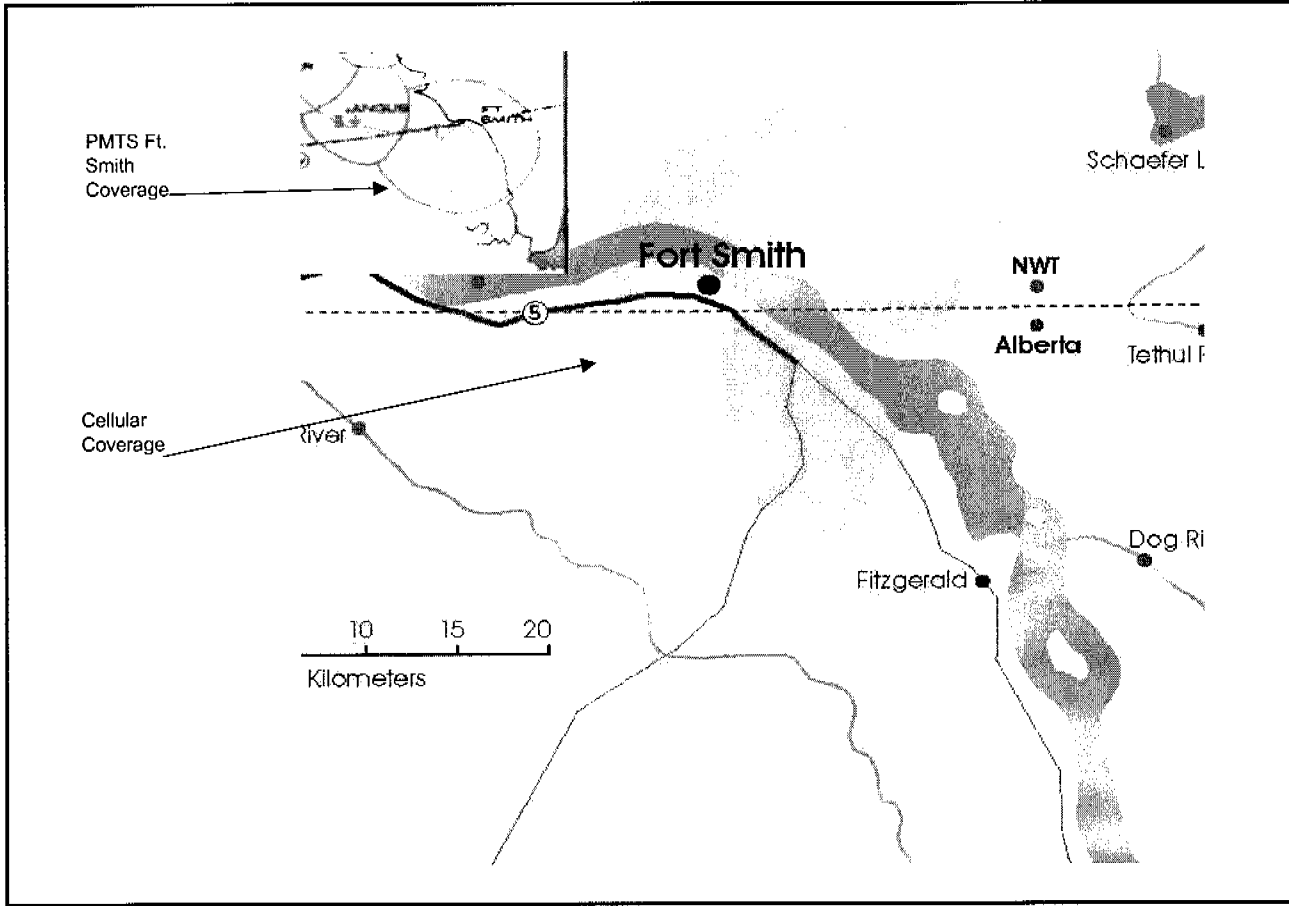 PMTS Ft.
Smith
Coverage
SMITH
Schaefer L
Fort Smith
NWT
5
Alberta
Tethul
Cellular
Coverage
River
Dog Ri
Fitzgerald
10 15 20
Kilometers